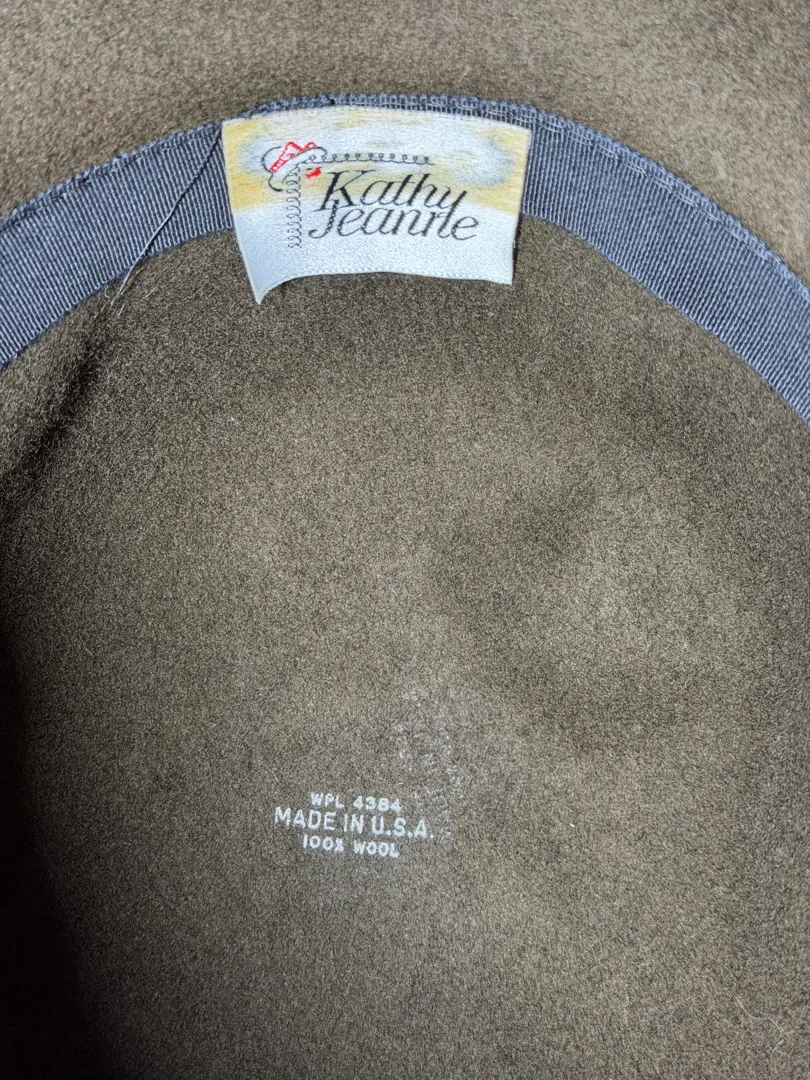 Kathy
Jeanne
WPL 4384
MADE IN U.S.A.
100% WOOL